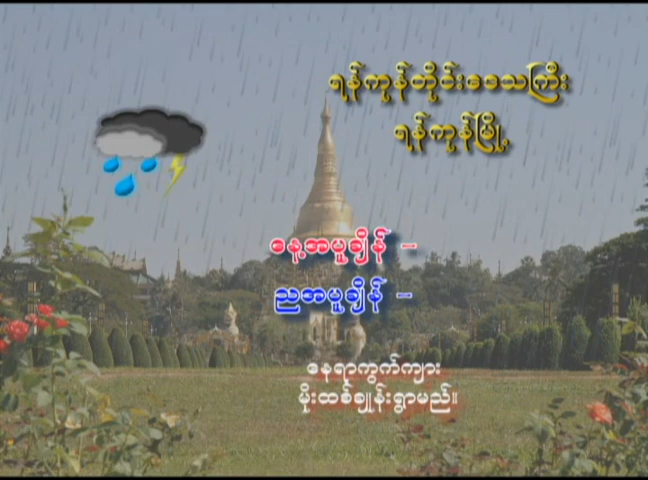 ရန်ကုန်တိုင်းဒေသကြီး
ရန်ကုန်မြို့
နေ့အပူချိန် -
ညအပူချိန် -
နေရာကွက်ကျား
မိုးထစ်ချုန်းရွာမည်။